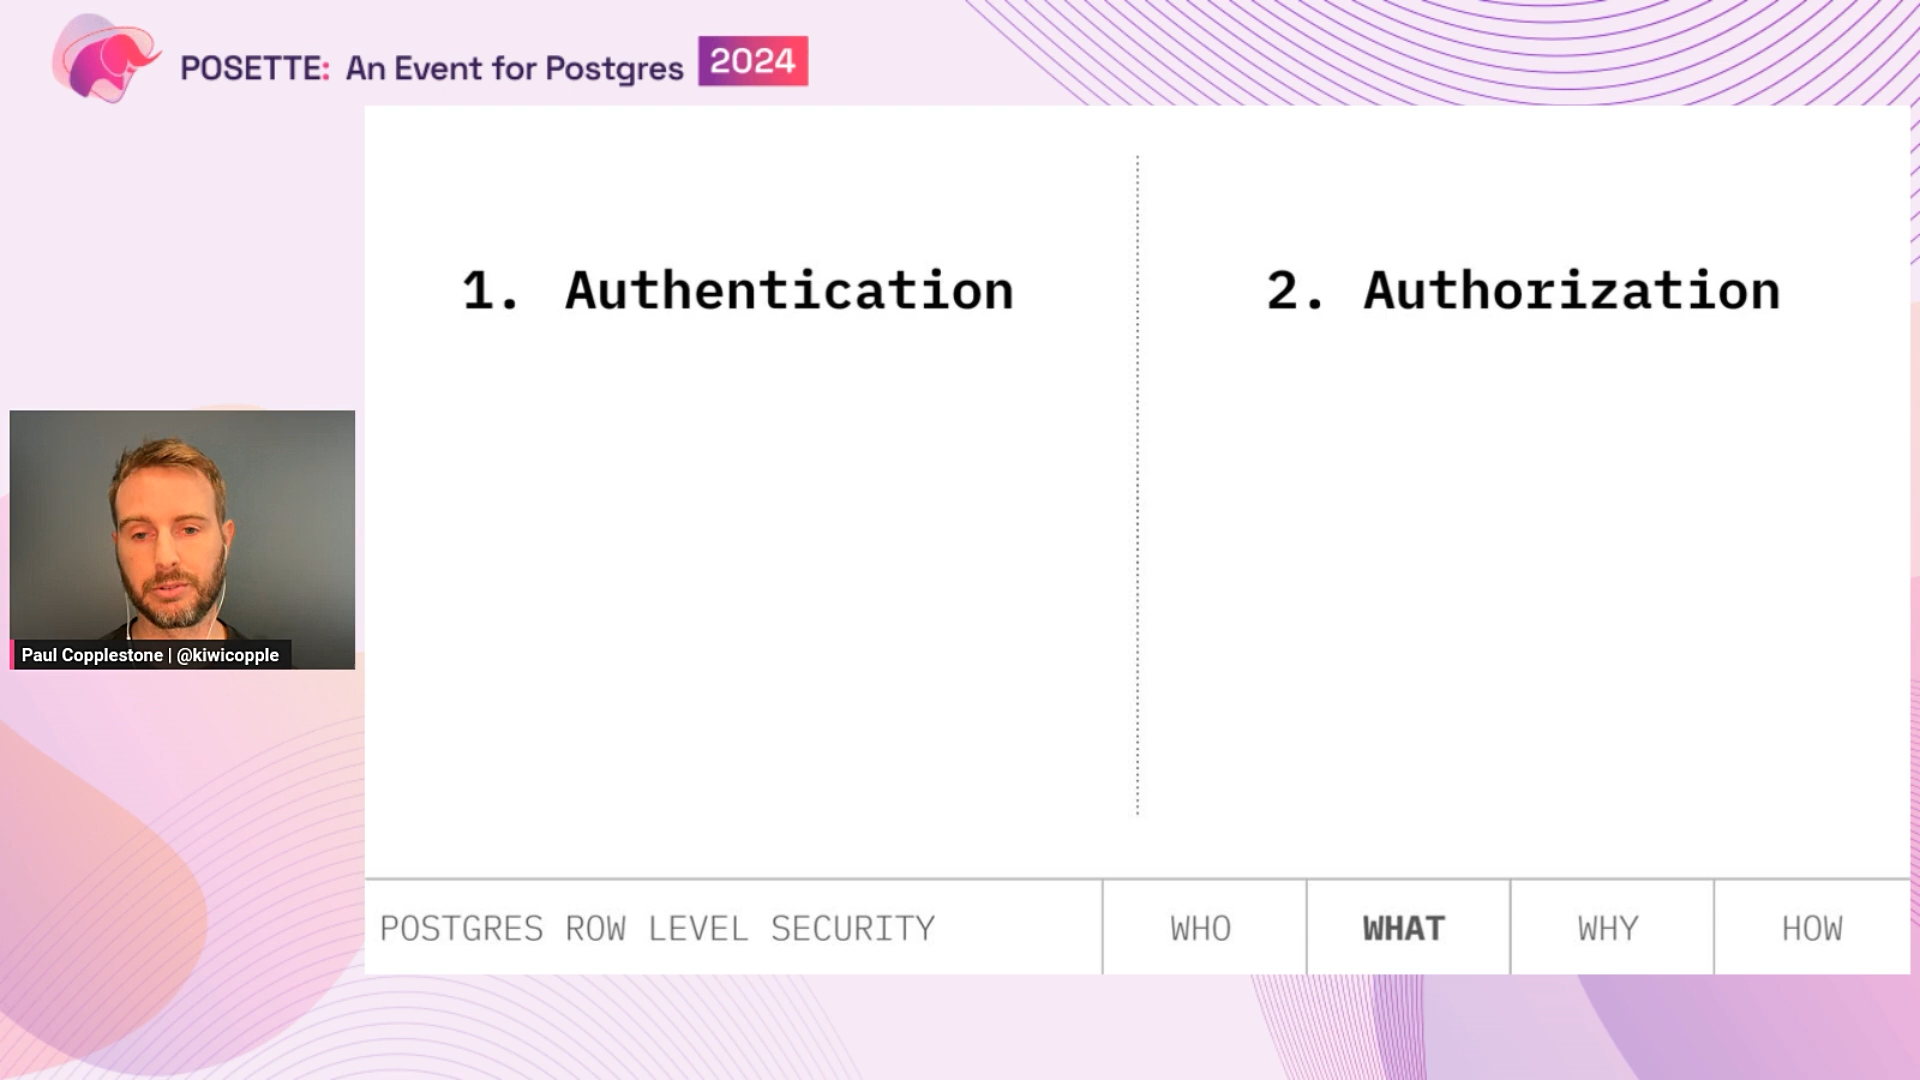 POSETTE: An Event for Postgres 2024
1. Authentication
2. Authorization
Paul Copplestone | @kiwicopple
POSTGRES ROW LEVEL SECURITY
WHO
WHAT
WHY
HOW